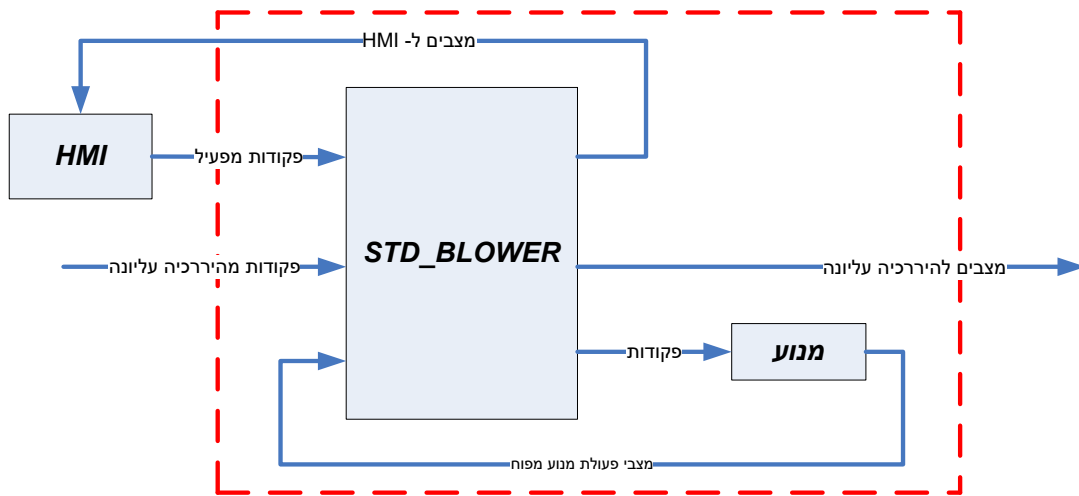 מצבים ל- HMI
HMI
פקודות מפעיל
STD_BLOWER
פקודות מהיררכיה עליונה
מצבים להיררכיה עליונה
פקודות
מנוע
מצבי פעולת מנוע מפוח